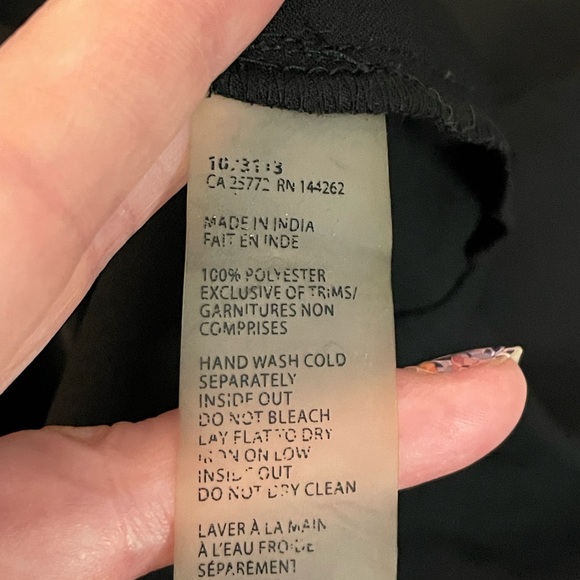 RN 144262
MADE IN INDIA
FAIT EN INDE
100% POLYESTER
EXCLUSIVE OF TRIMS/
GARNITURES NON
COMPRISES
HAND WASH COLD
SEPARATELY
INSIDE OUT
DO NOT BLEACH
LAY FLAT TO DRY
IRON ON LOW
INSIDE OUT
DO NOT DRY CLEAN
LAVER À LA MAIN
À L'EAU FROIDE
SÉPARÉMENT